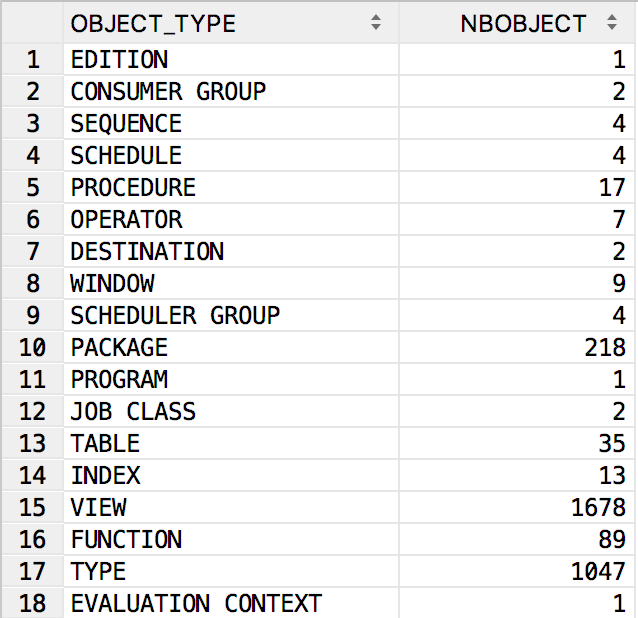 OBJECT_TYPE NBOBJECT
1 EDITION 1
2 CONSUMER GROUP 2
3 SEQUENCE 4
4 SCHEDULE 4
5 PROCEDURE 17
6 OPERATOR 7
7 DESTINATION 2
8 WINDOW 9
9 SCHEDULER GROUP 4
10 PACKAGE 218
11 PROGRAM 1
12 JOB CLASS 2
13 TABLE 35
14 INDEX 13
15 VIEW 1678
16 FUNCTION 89
17 TYPE 1047
18 EVALUATION CONTEXT 1